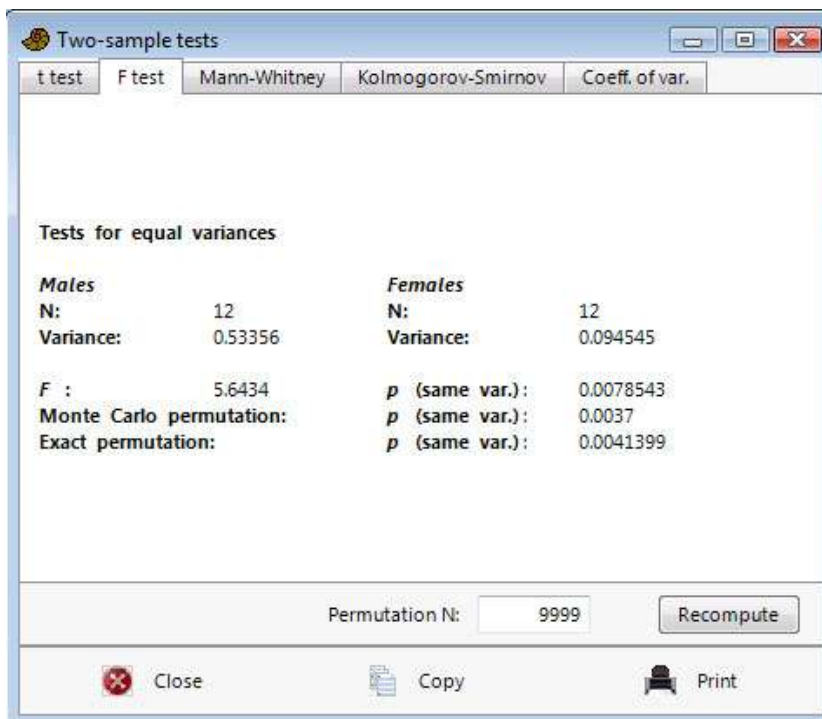 Two-sample tests
t test F test Mann-Whitney Kolmogorov-Smirnov Coeff. of var.
Tests for equal variances
Males Females
N: 12 N: 12
Variance: 0.53356 Variance: 0.094545
F : 5.6434 p (same var.): 0.0078543
Monte Carlo permutation: p (same var.): 0.0037
Exact permutation: p (same var.): 0.0041399
Permutation N: 9999 Recompute
Close Copy Print